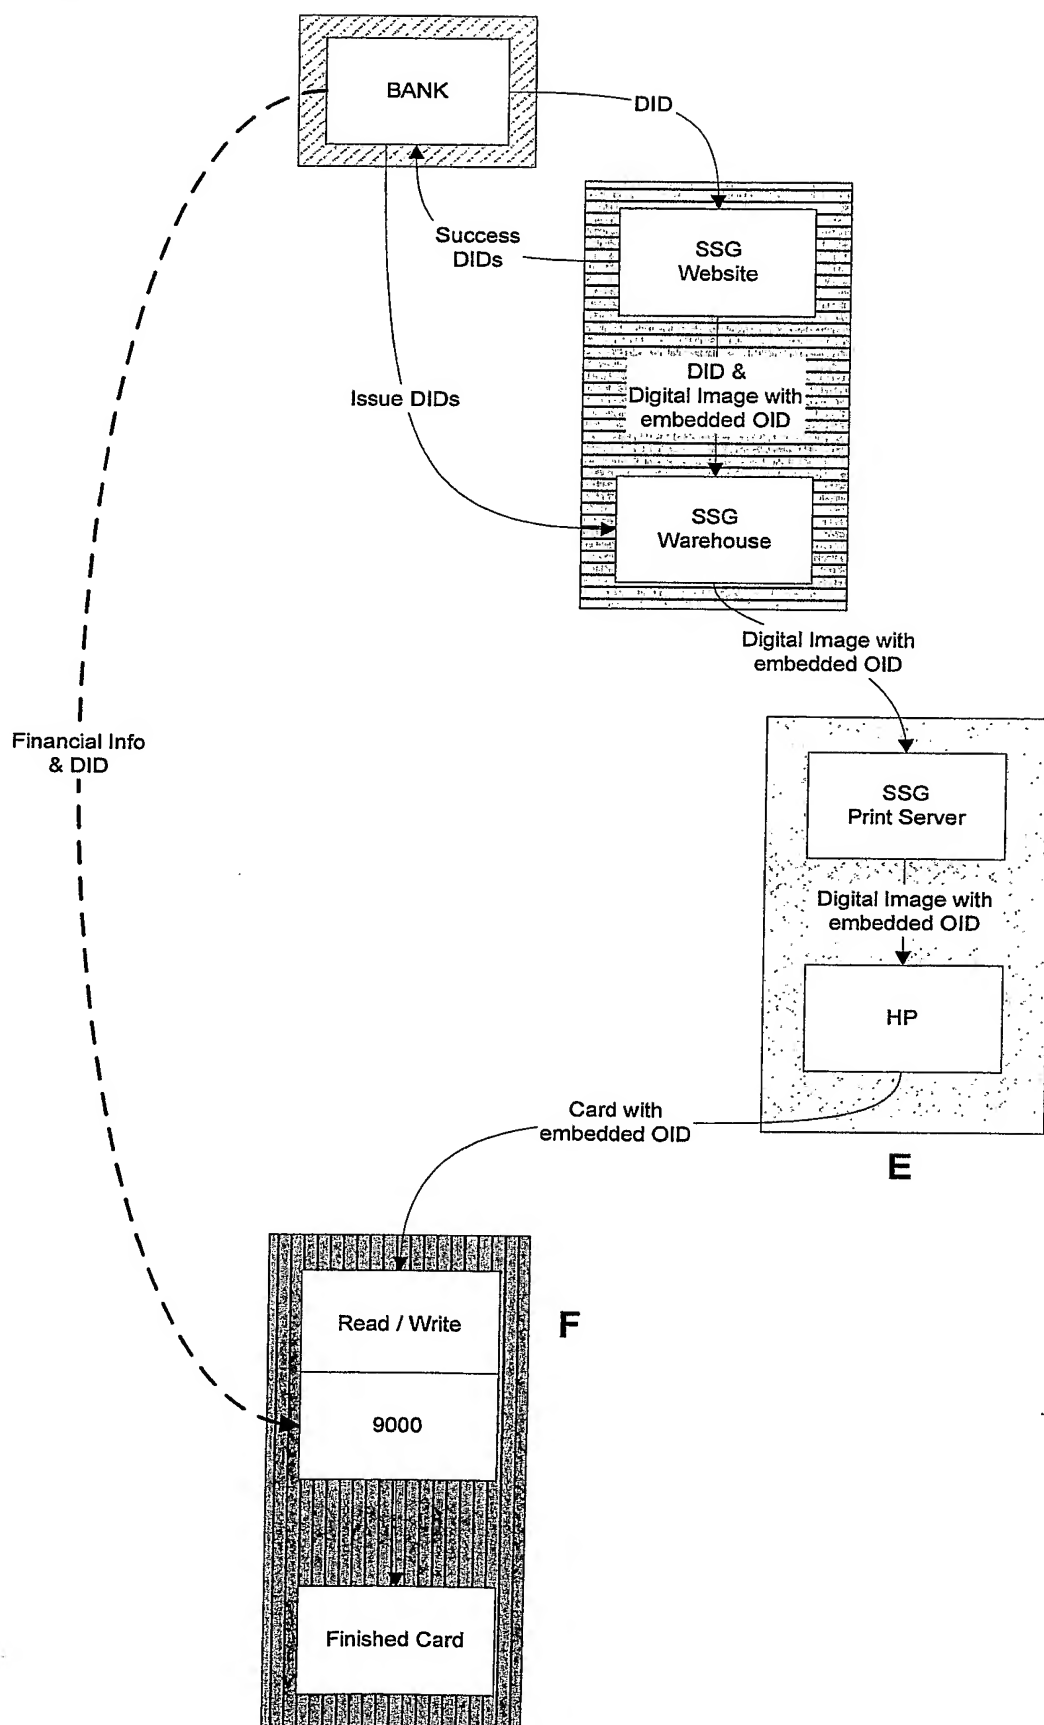 BANK
DID
Success
DIDs
SSG
Website
DID &
Digital Image with
embedded OID
Issue DIDs
SSG
Warehouse
Digital Image with
embedded OID
Financial Info
& DID
SSG
Print Server
Digital Image with
embedded OID
HP
Card with
embedded OID
E
Read / Write
F
9000
Finished Card